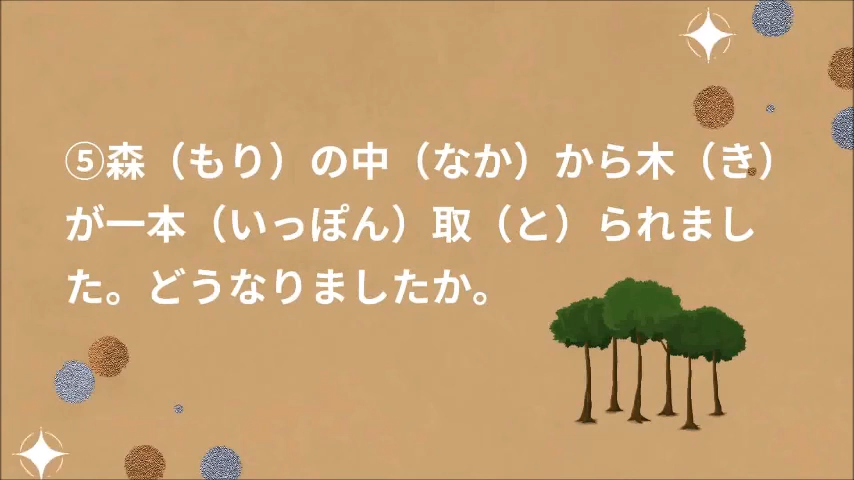 ⑤森（もり）の中（なか）から木（き）
が一本（いっぽん）取（と）られまし
た。どうなりましたか。